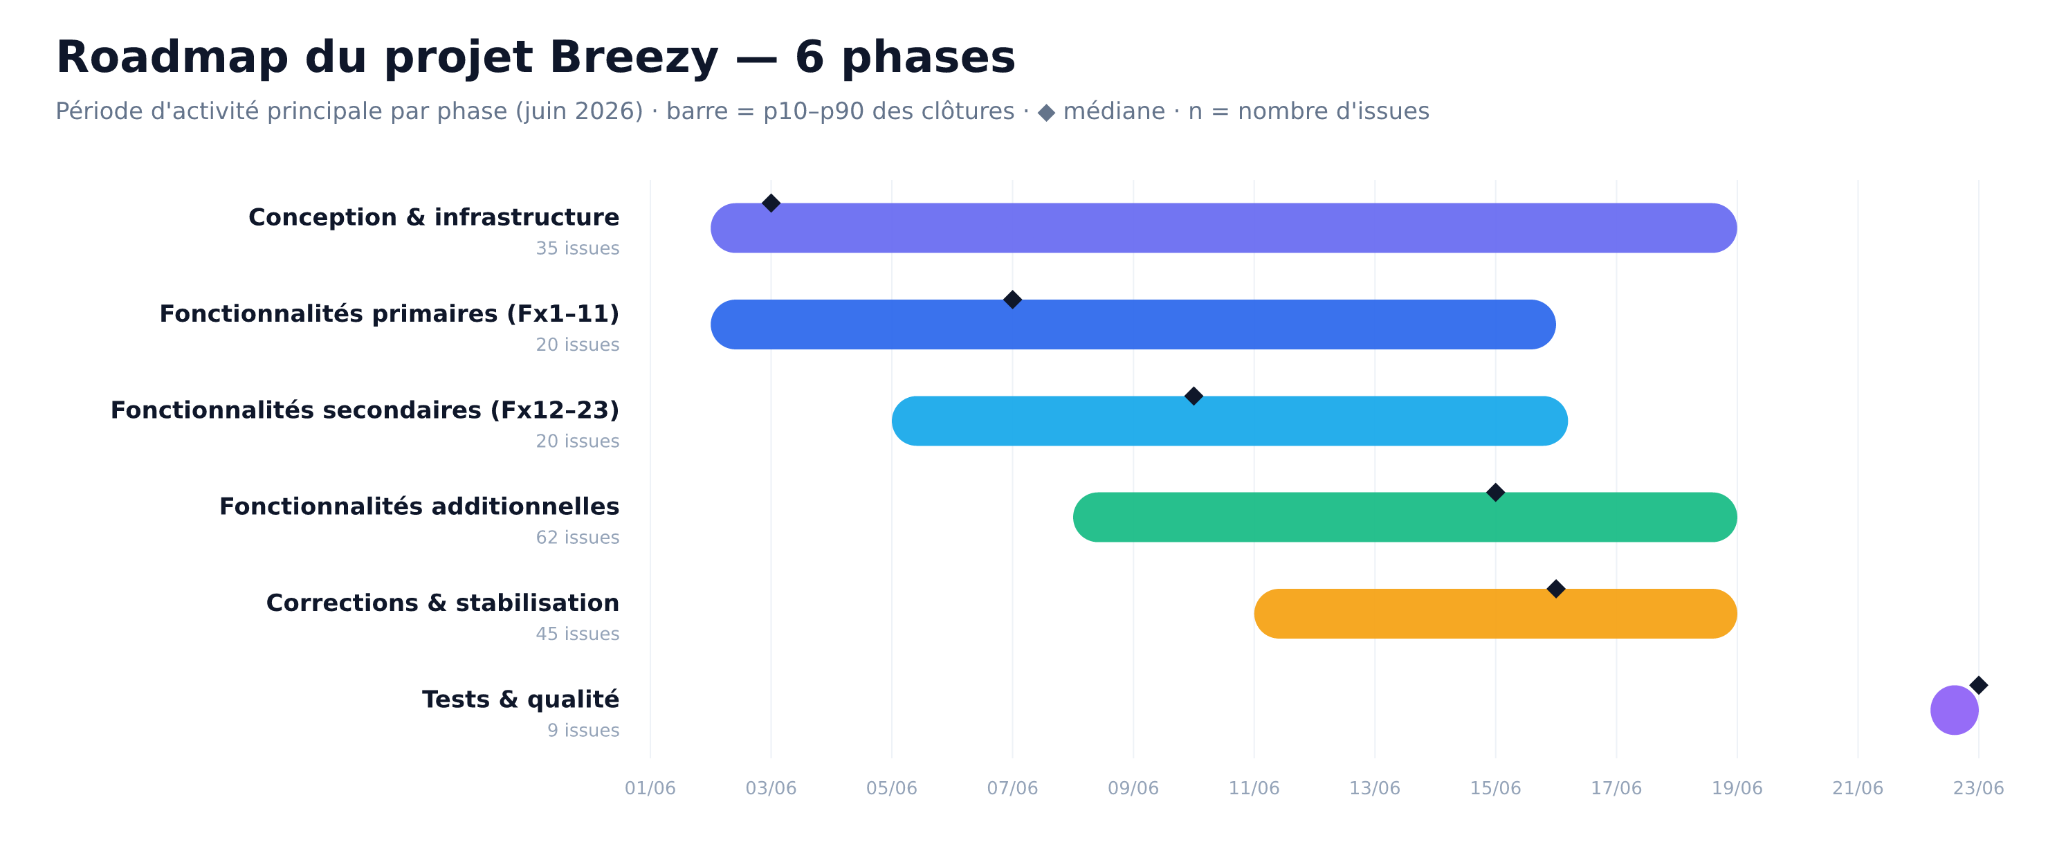 Roadmap du projet Breezy — 6 phases
Période d'activité principale par phase (juin 2026) · barre = p10–p90 des clôtures · ◆ médiane · n = nombre d'issues
Conception & infrastructure
35 issues
Fonctionnalités primaires (Fx1–11)
20 issues
Fonctionnalités secondaires (Fx12–23)
20 issues
Fonctionnalités additionnelles
62 issues
Corrections & stabilisation
45 issues
Tests & qualité
9 issues
01/06 03/06 05/06 07/06 09/06 11/06 13/06 15/06 17/06 19/06 21/06 23/06